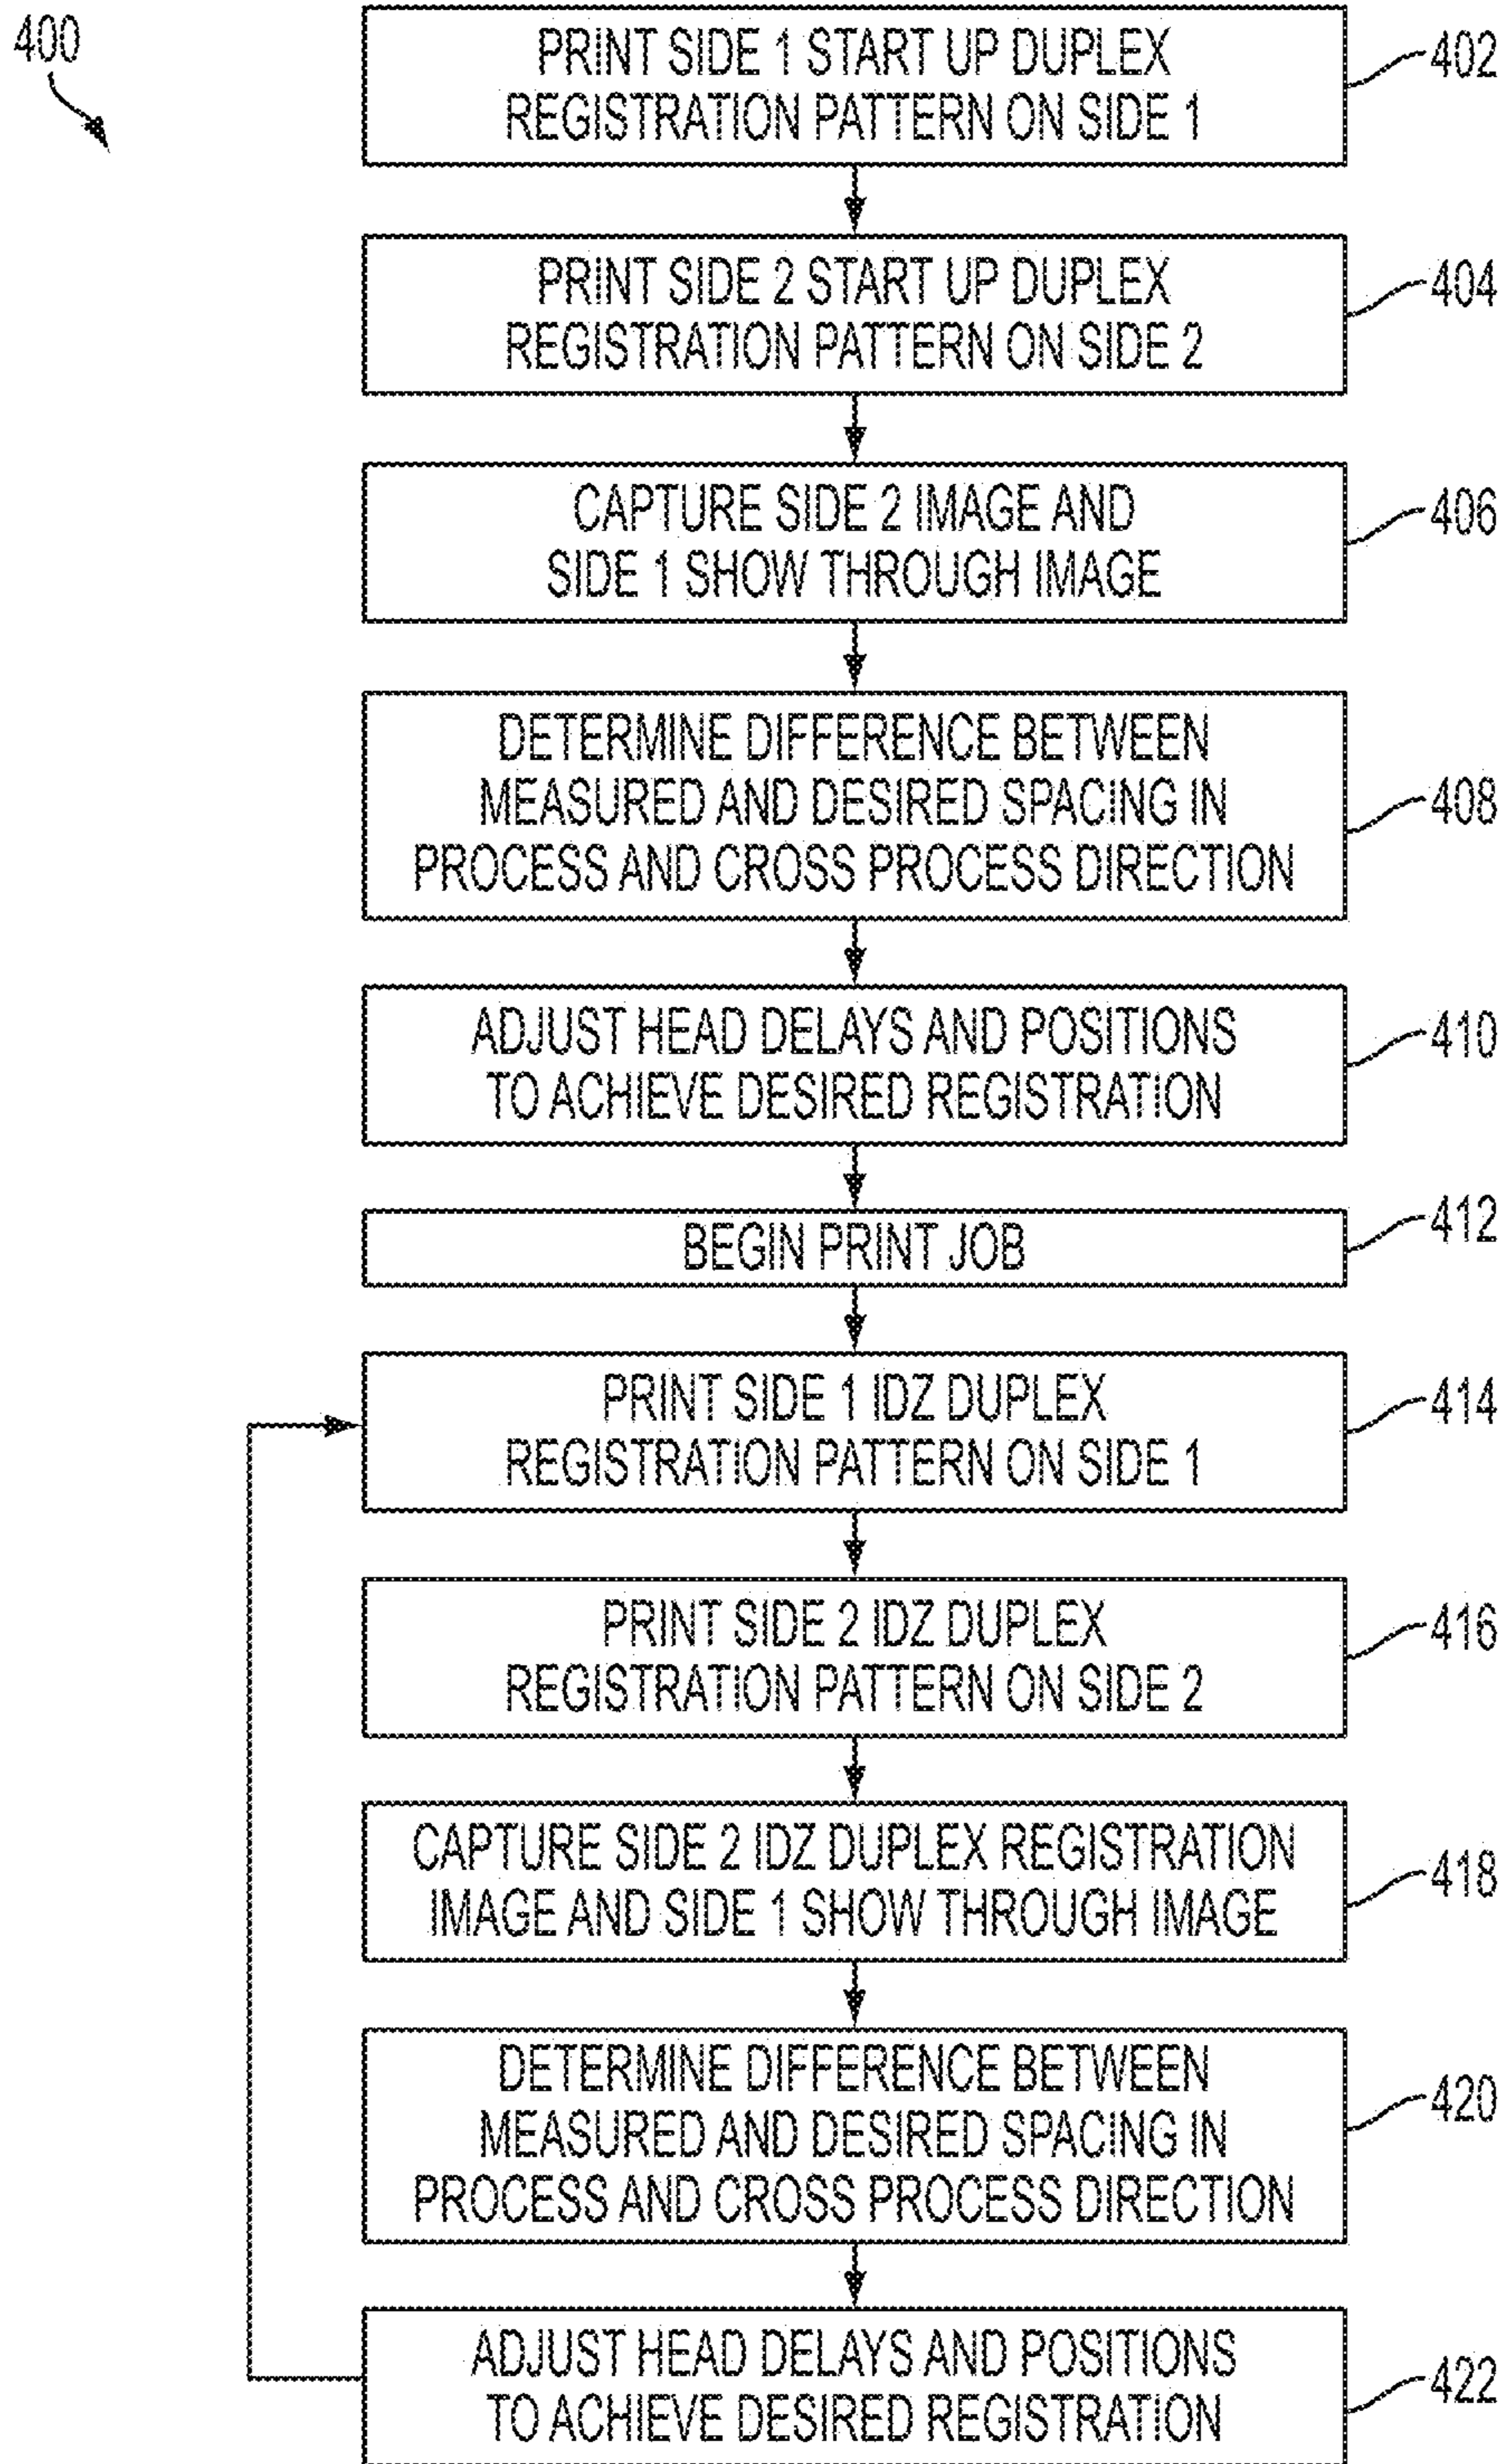 400
PRINT SIDE 1 START UP DUPLEX
REGISTRATION PATTERN ON SIDE 1
402
PRINT SIDE 2 START UP DUPLEX
REGISTRATION PATTERN ON SIDE 2
404
CAPTURE SIDE 2 IMAGE AND
SIDE 1 SHOW THROUGH IMAGE
406
DETERMINE DIFFERENCE BETWEEN
MEASURED AND DESIRED SPACING IN
PROCESS AND CROSS PROCESS DIRECTION
408
ADJUST HEAD DELAYS AND POSITIONS
TO ACHIEVE DESIRED REGISTRATION
410
BEGIN PRINT JOB
412
PRINT SIDE 1 IDZ DUPLEX
REGISTRATION PATTERN ON SIDE 1
414
PRINT SIDE 2 IDZ DUPLEX
REGISTRATION PATTERN ON SIDE 2
416
CAPTURE SIDE 2 IDZ DUPLEX REGISTRATION
IMAGE AND SIDE 1 SHOW THROUGH IMAGE
418
DETERMINE DIFFERENCE BETWEEN
MEASURED AND DESIRED SPACING IN
PROCESS AND CROSS PROCESS DIRECTION
420
ADJUST HEAD DELAYS AND POSITIONS
TO ACHIEVE DESIRED REGISTRATION
422